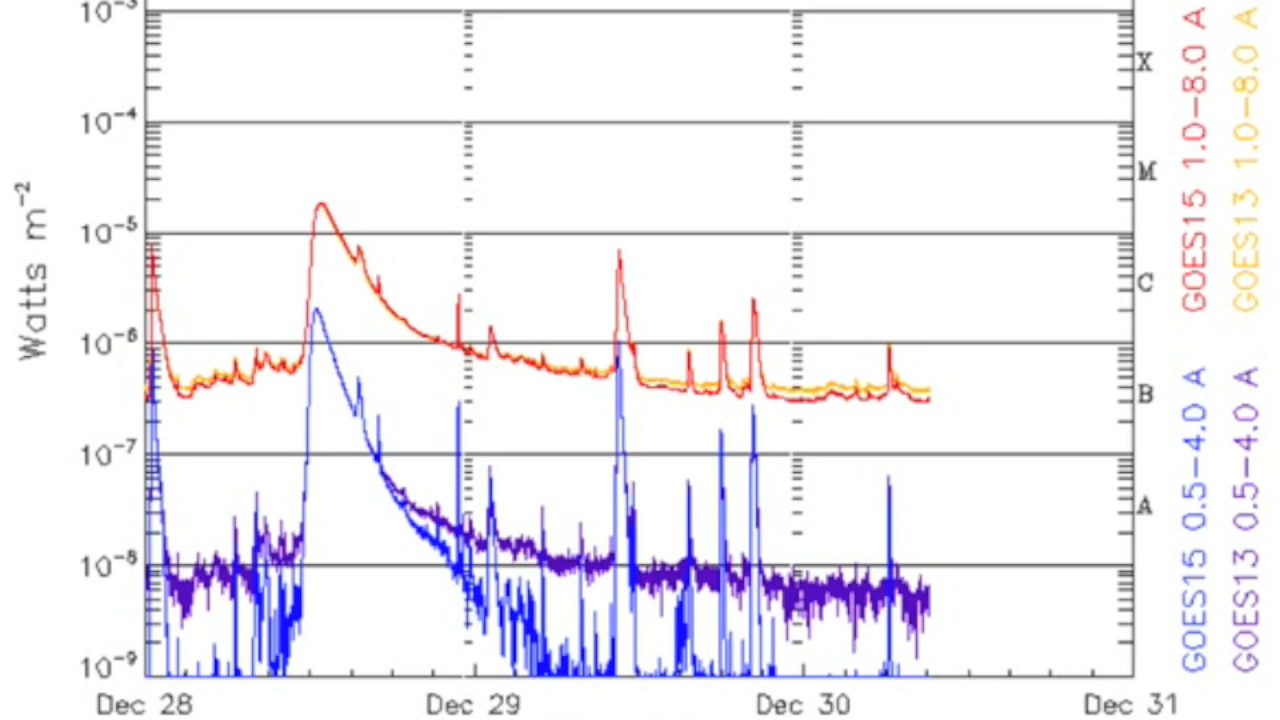 10⁻³
10⁻⁴
10⁻⁵
10⁻⁶
10⁻⁷
10⁻⁸
10⁻⁹
Watts m⁻²
X
M
C
B
A
Dec 28
Dec 29
Dec 30
Dec 31
GOES15 0.5-4.0 A
GOES15 1.0-8.0 A
GOES13 0.5-4.0 A
GOES13 1.0-8.0 A